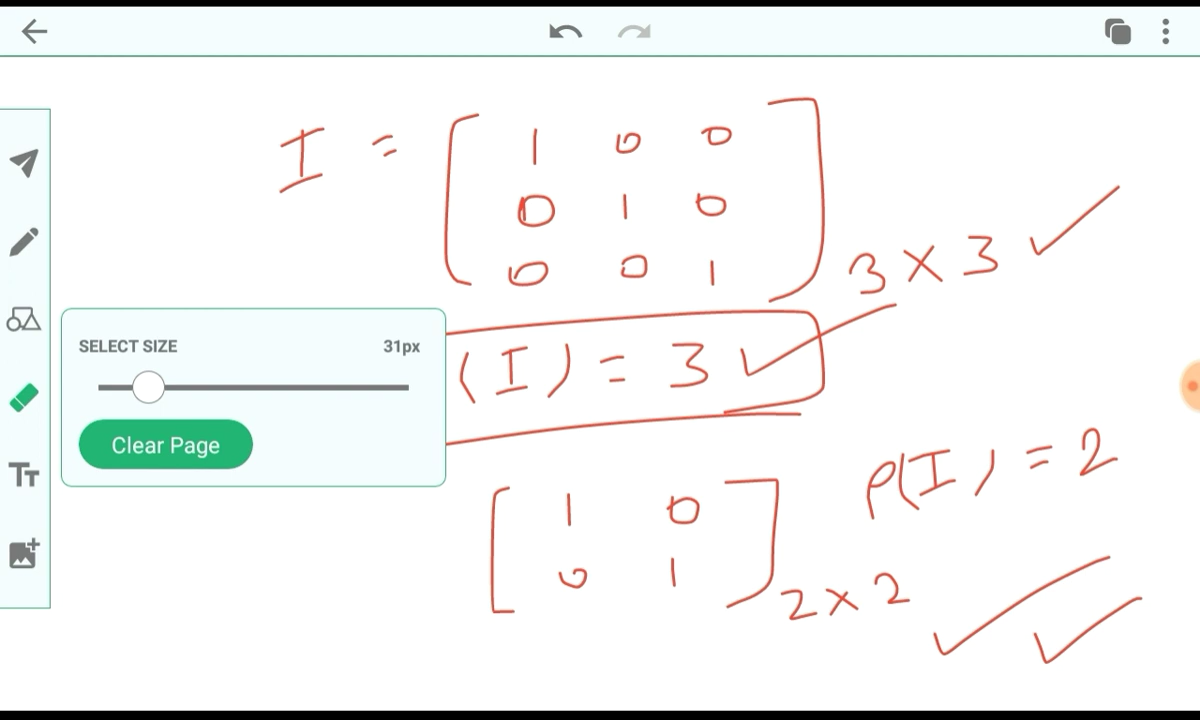 I = [ 1 0 0
0 1 0
0 0 1 ] 3 × 3 ✓
SELECT SIZE 31px
Clear Page
(I) = 3 ✓
ρ(I) = 2
[ 1 0
0 1 ] 2 × 2 ✓ ✓
TT